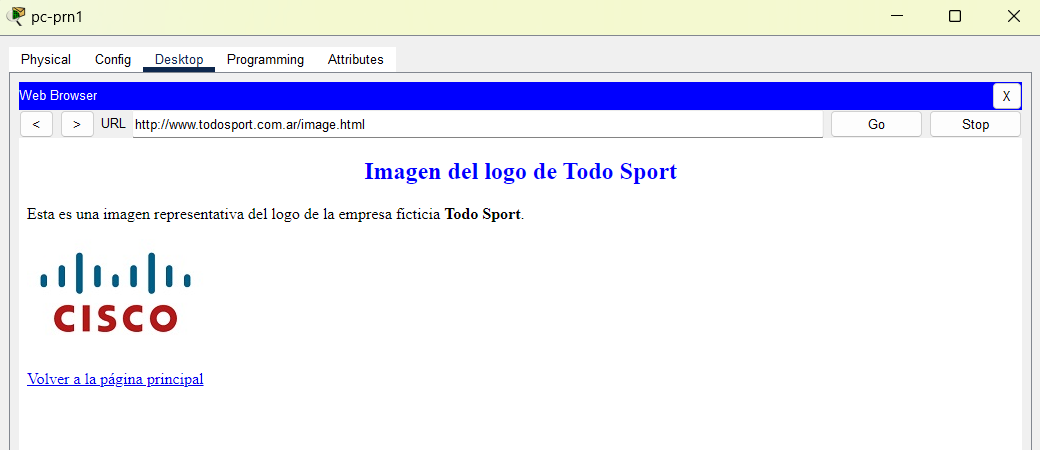 pc-prn1
Physical Config Desktop Programming Attributes
Web Browser X
< > URL http://www.todosport.com.ar/image.html Go Stop
Imagen del logo de Todo Sport
Esta es una imagen representativa del logo de la empresa ficticia Todo Sport.
CISCO
Volver a la página principal